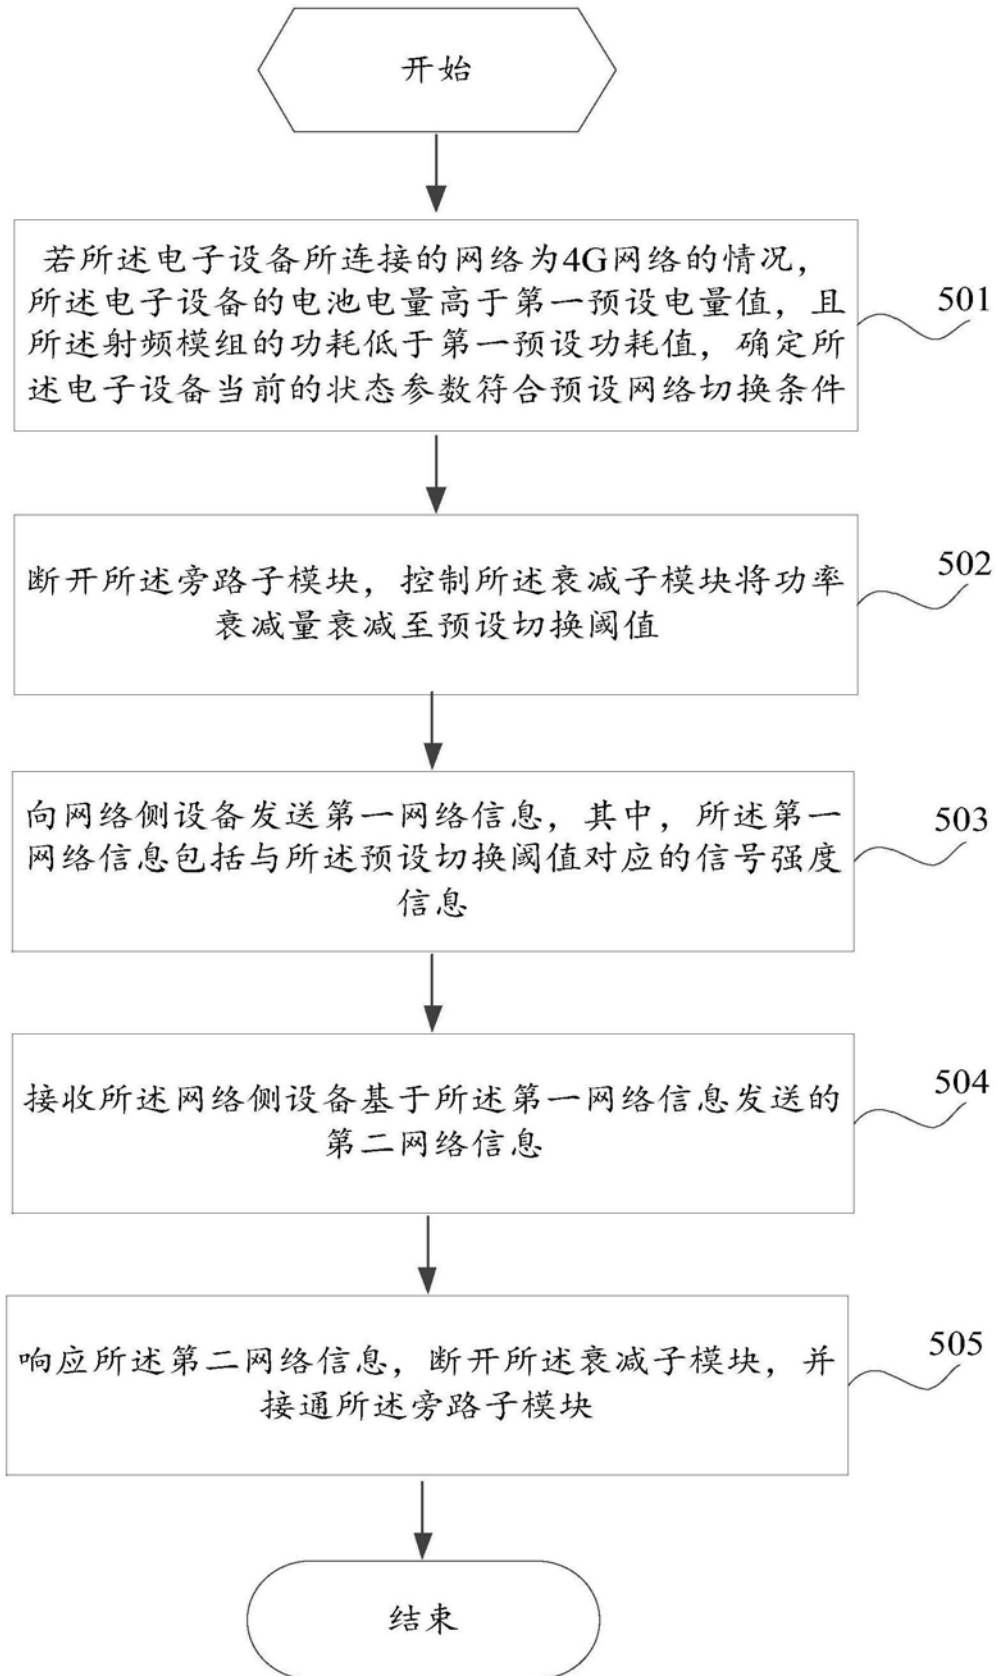 开始
若所述电子设备所连接的网络为4G网络的情况，
所述电子设备的电池电量高于第一预设电量值，且
所述射频模组的功耗低于第一预设功耗值，确定所
述电子设备当前的状态参数符合预设网络切换条件
501
断开所述旁路子模块，控制所述衰减子模块将功率
衰减量衰减至预设切换阈值
502
向网络侧设备发送第一网络信息，其中，所述第一
网络信息包括与所述预设切换阈值对应的信号强度
信息
503
接收所述网络侧设备基于所述第一网络信息发送的
第二网络信息
504
响应所述第二网络信息，断开所述衰减子模块，并
接通所述旁路子模块
505
结束